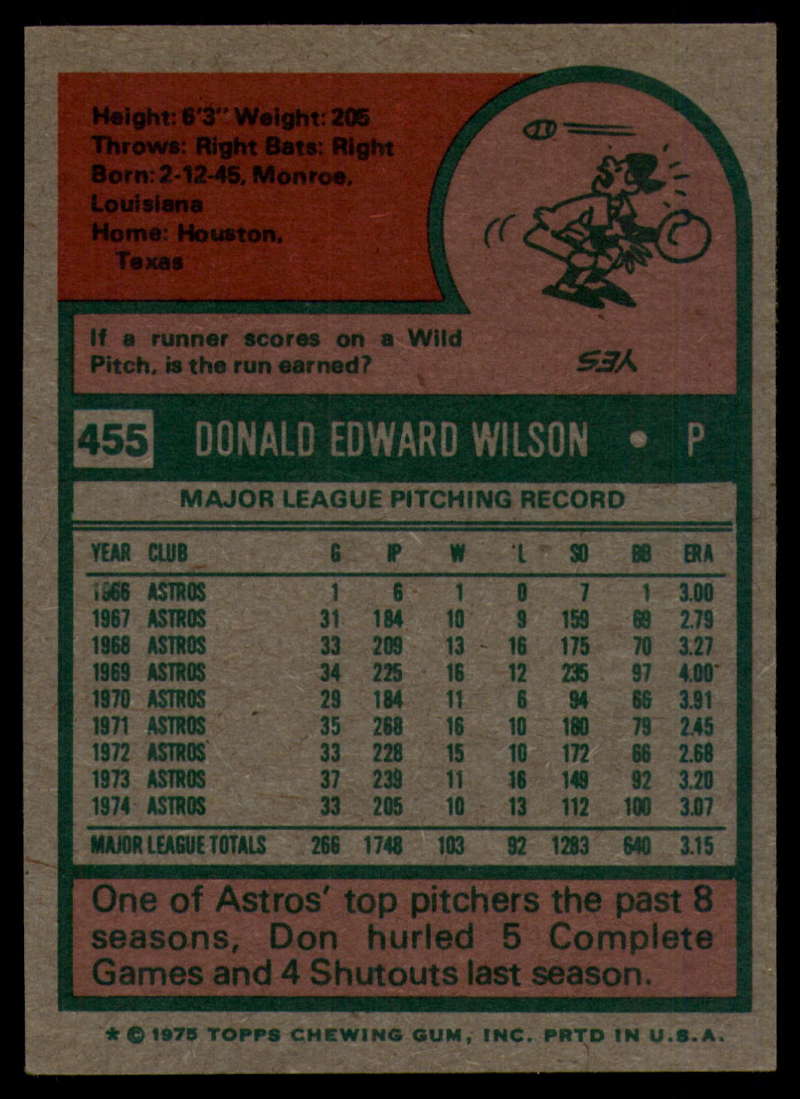 Height: 6'3" Weight: 205
Throws: Right Bats: Right
Born: 2-12-45, Monroe,
Louisiana
Home: Houston,
Texas
If a runner scores on a Wild
Pitch, is the run earned?
YES
455 DONALD EDWARD WILSON • P
MAJOR LEAGUE PITCHING RECORD
YEAR CLUB G IP W L SO BB ERA
1966 ASTROS 1 6 1 0 7 1 3.00
1967 ASTROS 31 184 10 9 159 69 2.79
1968 ASTROS 33 209 13 16 175 70 3.27
1969 ASTROS 34 225 16 12 235 97 4.00
1970 ASTROS 29 184 11 6 94 66 3.91
1971 ASTROS 35 268 16 10 180 79 2.45
1972 ASTROS 33 228 15 10 172 66 2.68
1973 ASTROS 37 239 11 16 149 92 3.20
1974 ASTROS 33 205 10 13 112 100 3.07
MAJOR LEAGUE TOTALS 266 1748 103 92 1283 640 3.15
One of Astros' top pitchers the past 8
seasons, Don hurled 5 Complete
Games and 4 Shutouts last season.
* © 1975 TOPPS CHEWING GUM, INC. PRTD IN U.S.A.